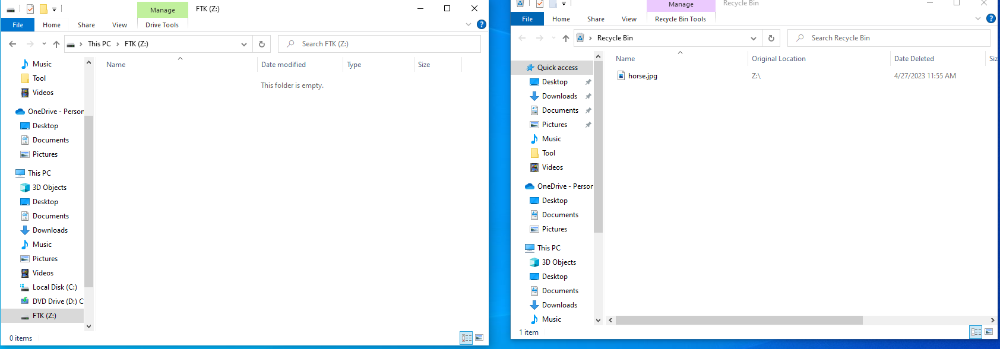 Manage
FTK (Z:)
File
Home
Share
View
Drive Tools
This PC
FTK (Z:)
Search FTK (Z:)
Music
Tool
Videos
OneDrive - Person
Desktop
Documents
Pictures
This PC
3D Objects
Desktop
Documents
Downloads
Music
Pictures
Videos
Local Disk (C:)
DVD Drive (D:) C
FTK (Z:)
Name
Date modified
Type
Size
This folder is empty.
0 items
Manage
Recycle Bin
File
Home
Share
View
Recycle Bin Tools
Recycle Bin
Search Recycle Bin
Quick access
Desktop
Downloads
Documents
Pictures
Music
Tool
Videos
OneDrive - Person
Desktop
Documents
Pictures
This PC
3D Objects
Desktop
Documents
Downloads
Music
Name
Original Location
Date Deleted
Siz
horse.jpg
Z:\
4/27/2023 11:55 AM
1 item